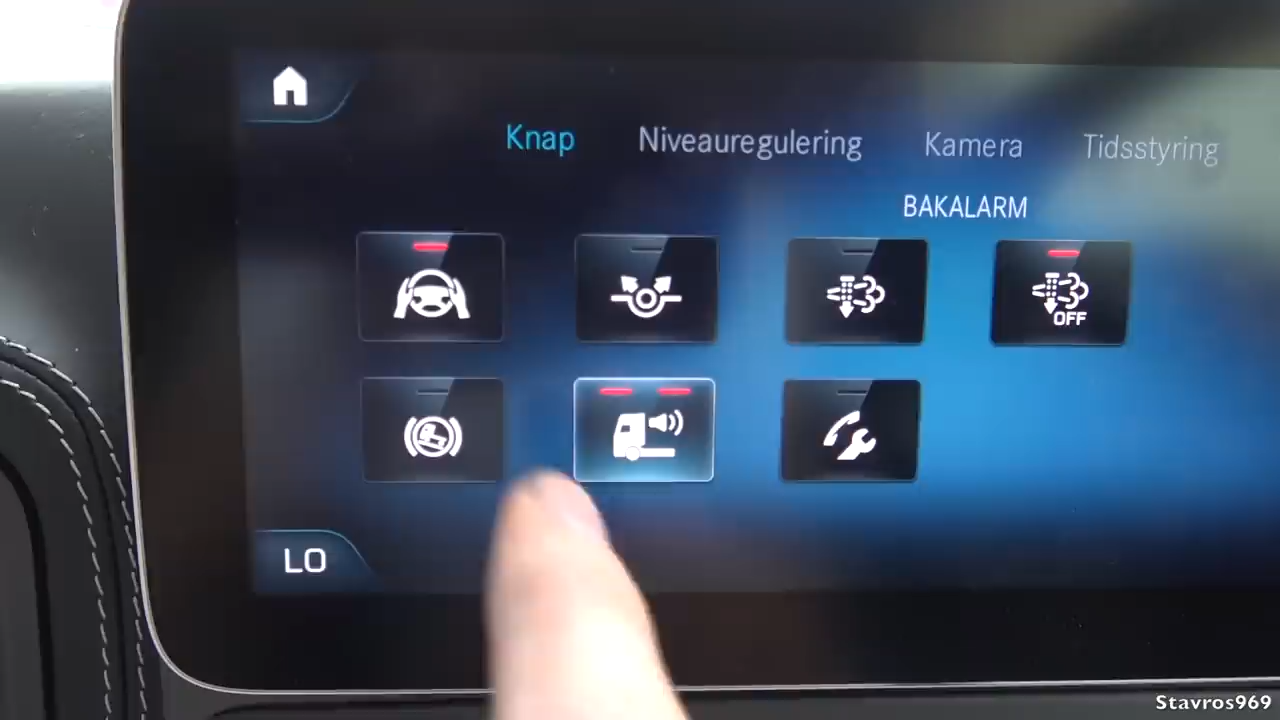 Knap Niveauregulering Kamera Tidsstyring
BAKALARM
OFF
LO
Stavros969